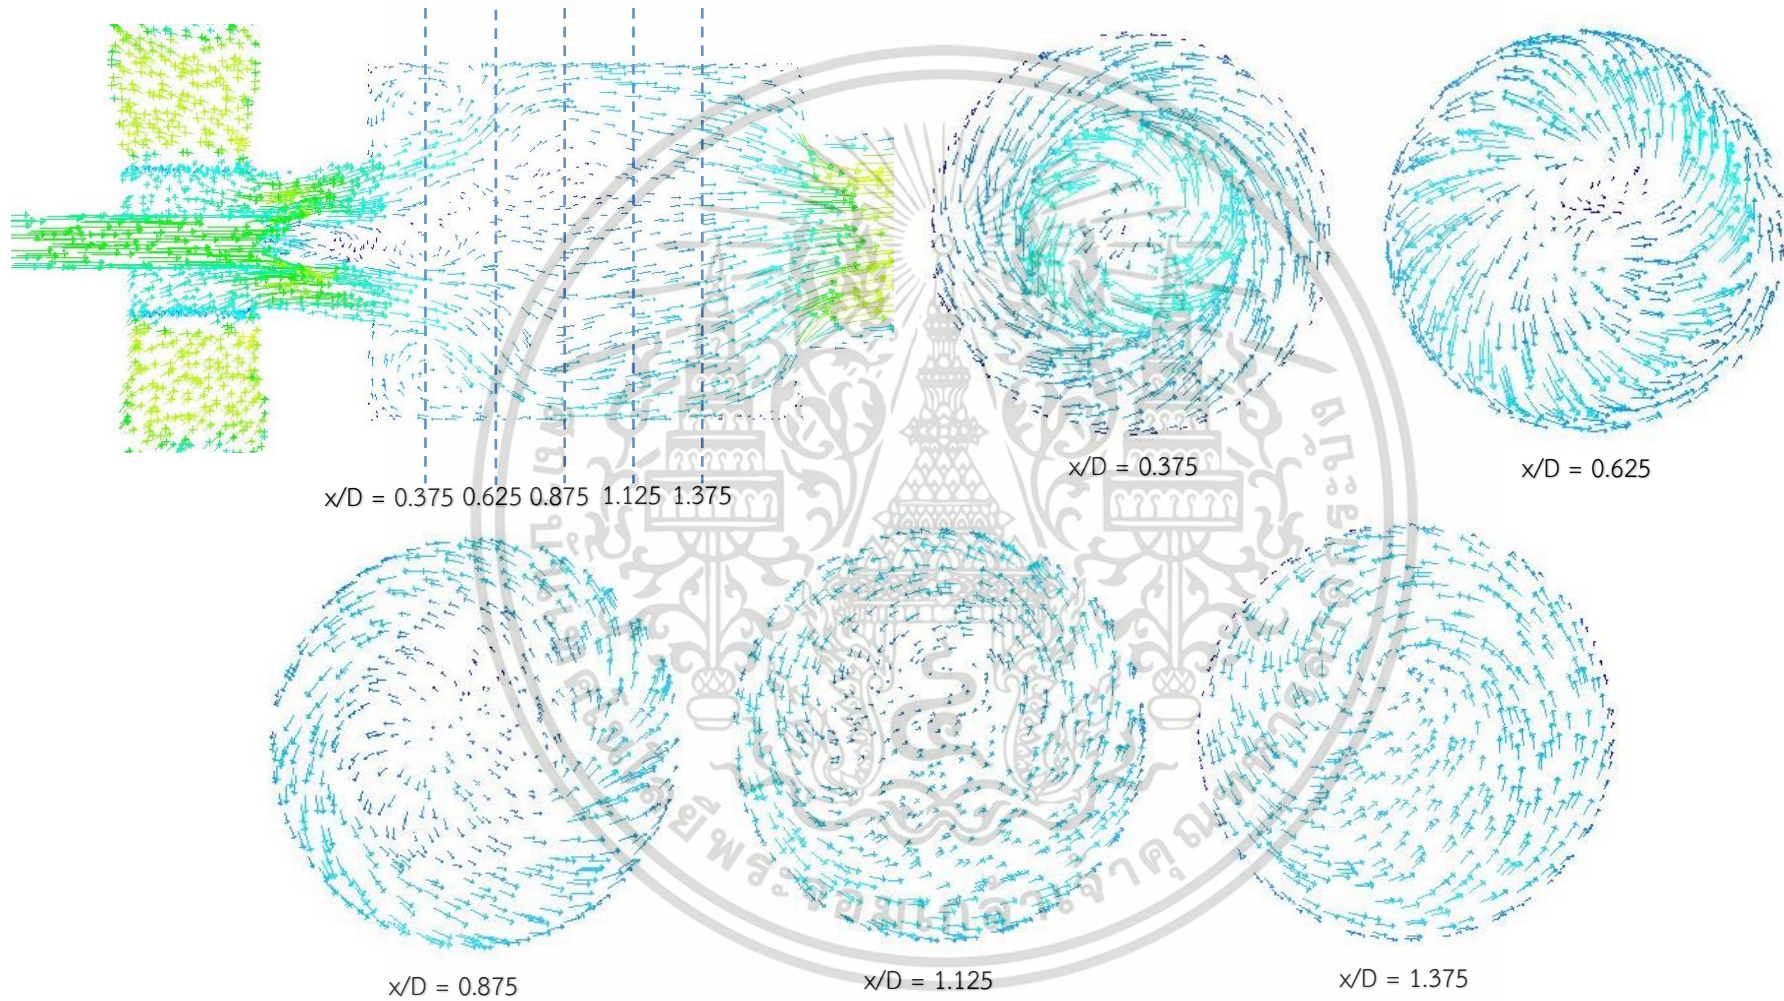 x/D = 0.375
x/D = 0.625
x/D = 0.375 0.625 0.875 1.125 1.375
x/D = 0.875
x/D = 1.125
x/D = 1.375